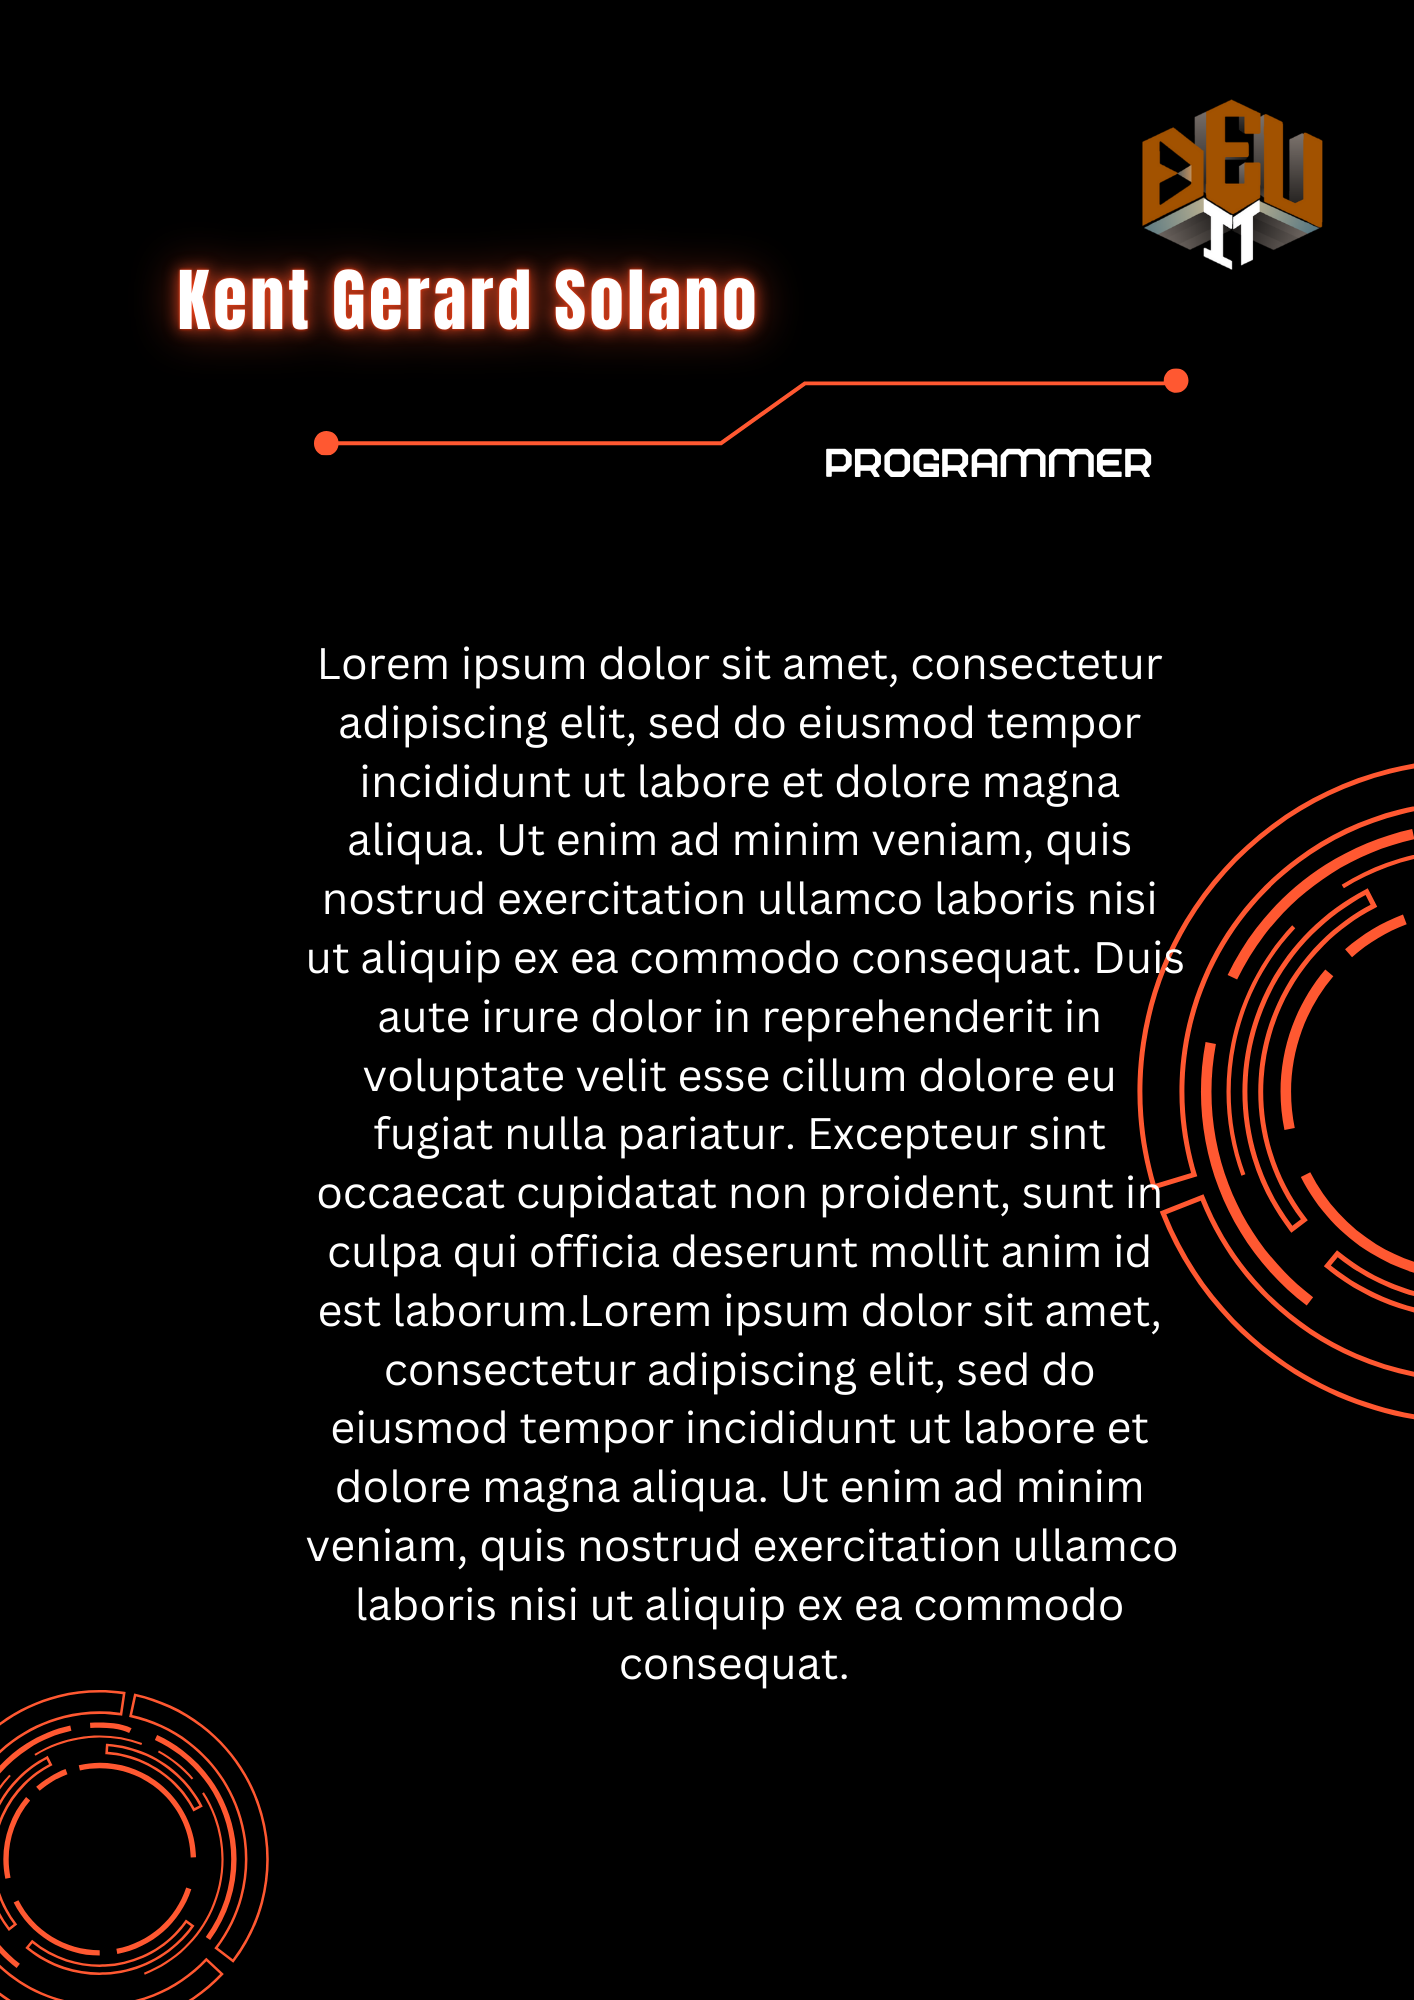 DEV
IT
Kent Gerard Solano
PROGRAMMER
Lorem ipsum dolor sit amet, consectetur
adipiscing elit, sed do eiusmod tempor
incididunt ut labore et dolore magna
aliqua. Ut enim ad minim veniam, quis
nostrud exercitation ullamco laboris nisi
ut aliquip ex ea commodo consequat. Duis
aute irure dolor in reprehenderit in
voluptate velit esse cillum dolore eu
fugiat nulla pariatur. Excepteur sint
occaecat cupidatat non proident, sunt in
culpa qui officia deserunt mollit anim id
est laborum.Lorem ipsum dolor sit amet,
consectetur adipiscing elit, sed do
eiusmod tempor incididunt ut labore et
dolore magna aliqua. Ut enim ad minim
veniam, quis nostrud exercitation ullamco
laboris nisi ut aliquip ex ea commodo
consequat.